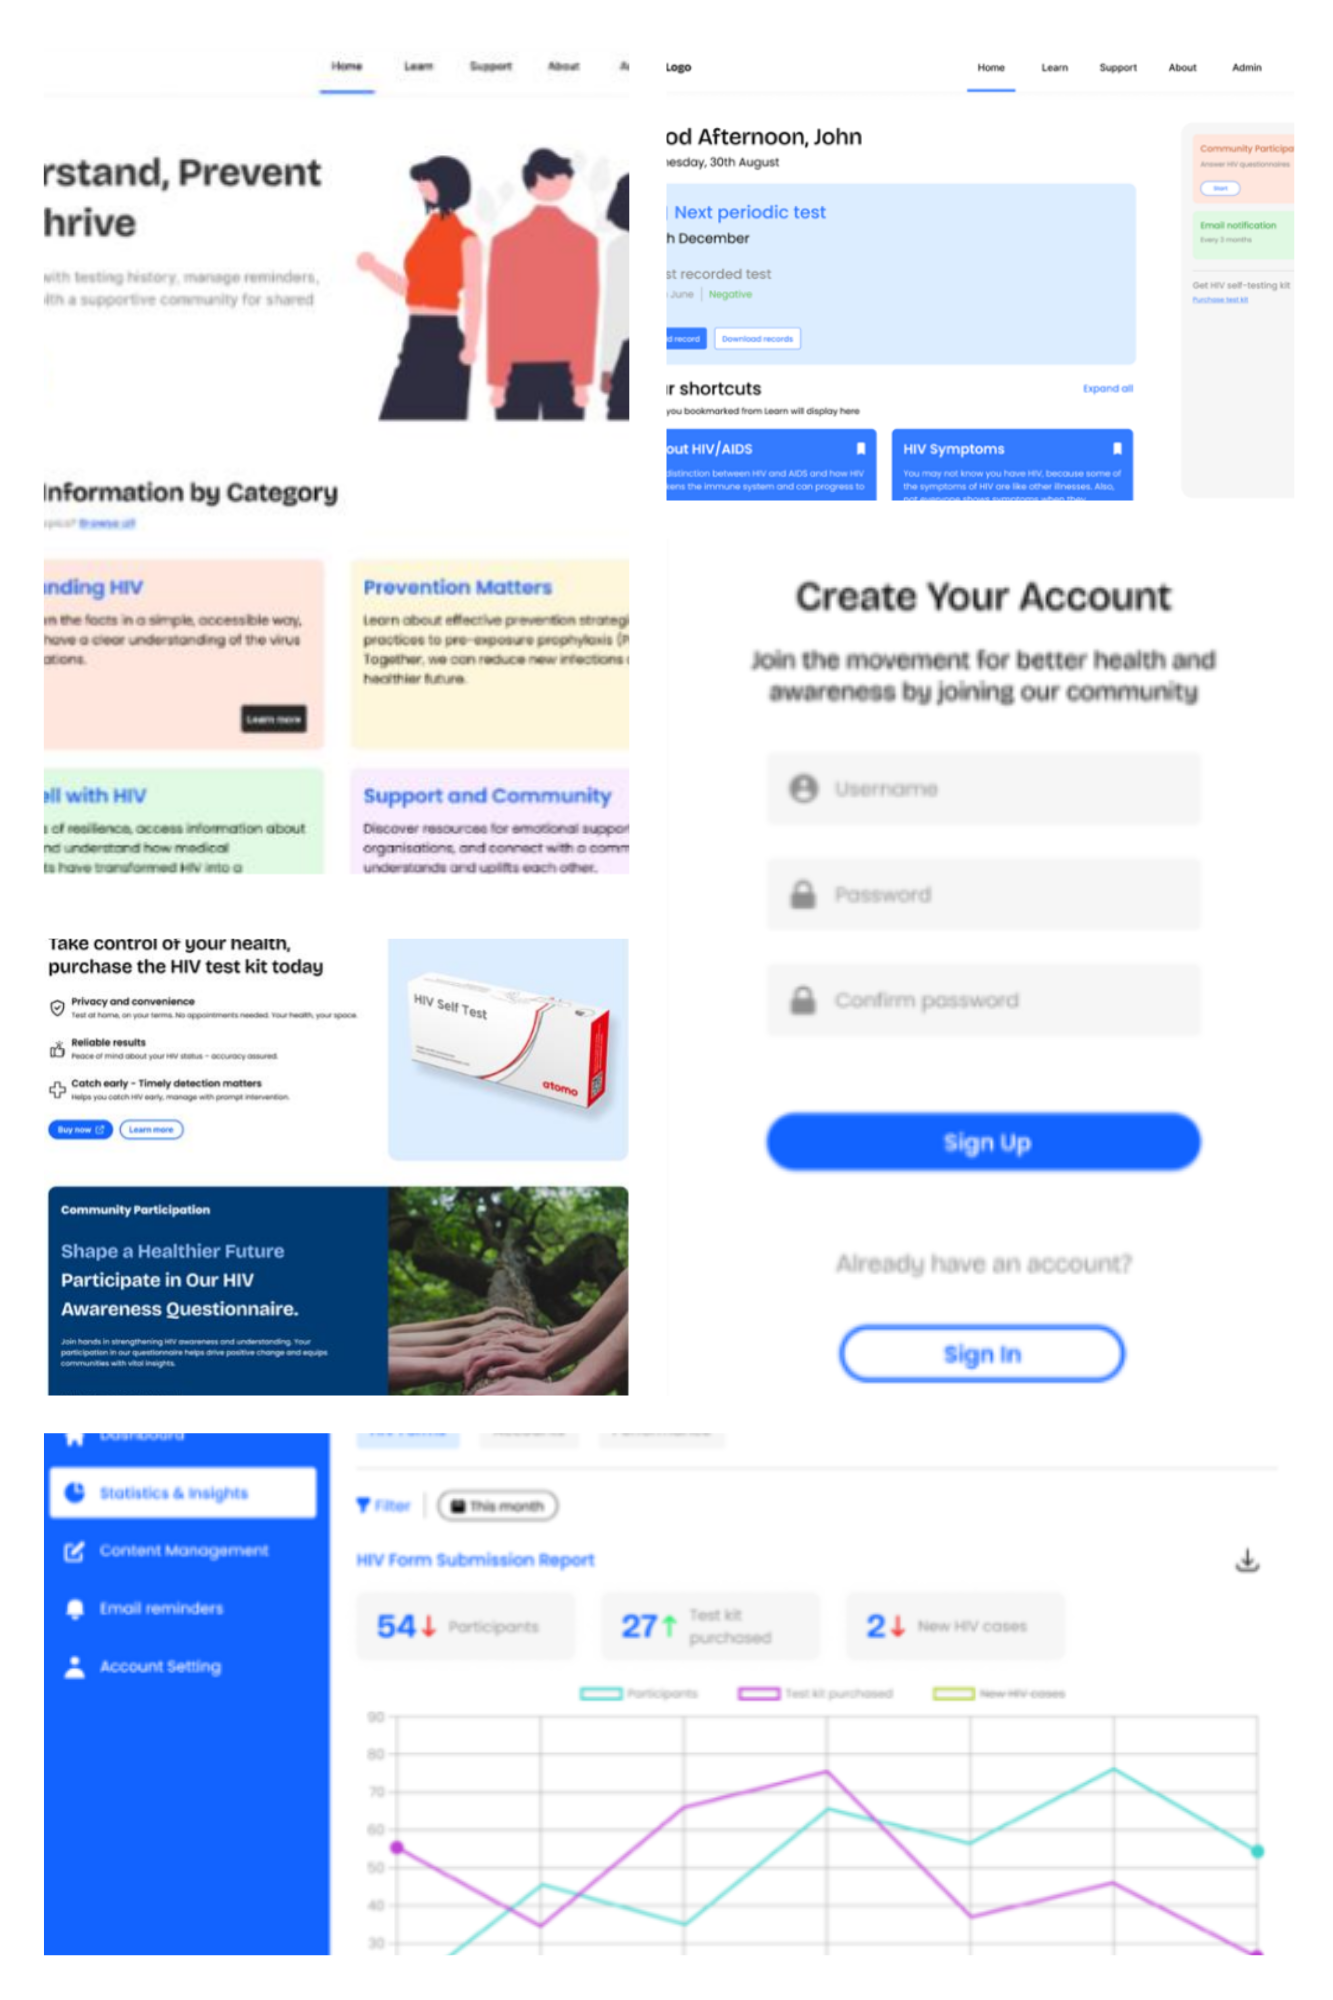 Home Learn Support About
rstand, Prevent
hrive
with testing history, manage reminders,
ith a supportive community for shared
Information by Category
opics? Browse all
nding HIV
n the facts in a simple, accessible way,
have a clear understanding of the virus
ations.
Learn more
Prevention Matters
Learn about effective prevention strategi
practices to pre-exposure prophylaxis (P
Together, we can reduce new infections
healthier future.
ell with HIV
s of resilience, access information about
nd understand how medical
ts have transformed HIV into a
Support and Community
Discover resources for emotional suppor
organisations, and connect with a comm
understands and uplifts each other.
Logo
Home Learn Support About Admin
od Afternoon, John
nesday, 30th August
Next periodic test
h December
st recorded test
June | Negative
d record Download records
r shortcuts
Expand all
you bookmarked from Learn will display here
out HIV/AIDS
distinction between HIV and AIDS and how HIV
kens the immune system and can progress to
HIV Symptoms
You may not know you have HIV, because some of
the symptoms of HIV are like other illnesses. Also,
not everyone shows symptoms when they
Community Participa
Answer HIV questionnaires
Start
Email notification
Every 3 months
Get HIV self-testing kit
Purchase test kit
Create Your Account
Join the movement for better health and
awareness by joining our community
Username
Password
Confirm password
Sign Up
Already have an account?
Sign In
Take control of your health,
purchase the HIV test kit today
Privacy and convenience
Test at home, on your terms. No appointments needed. Your health, your space.
Reliable results
Peace of mind about your HIV status - accuracy assured.
Catch early - Timely detection matters
Helps you catch HIV early, manage with prompt intervention.
Buy now Learn more
HIV Self Test
atomo
Community Participation
Shape a Healthier Future
Participate in Our HIV
Awareness Questionnaire.
Join hands in strengthening HIV awareness and understanding. Your
participation in our questionnaire helps drive positive change and equips
communities with vital insights.
Dashboard
Statistics & Insights
Content Management
Email reminders
Account Setting
HIV Forms Accounts Performance
Filter | This month
HIV Form Submission Report
54 Participants
27 Test kit
purchased
2 New HIV cases
Participants Test kit purchased New HIV cases
90
80
70
60
50
40
30